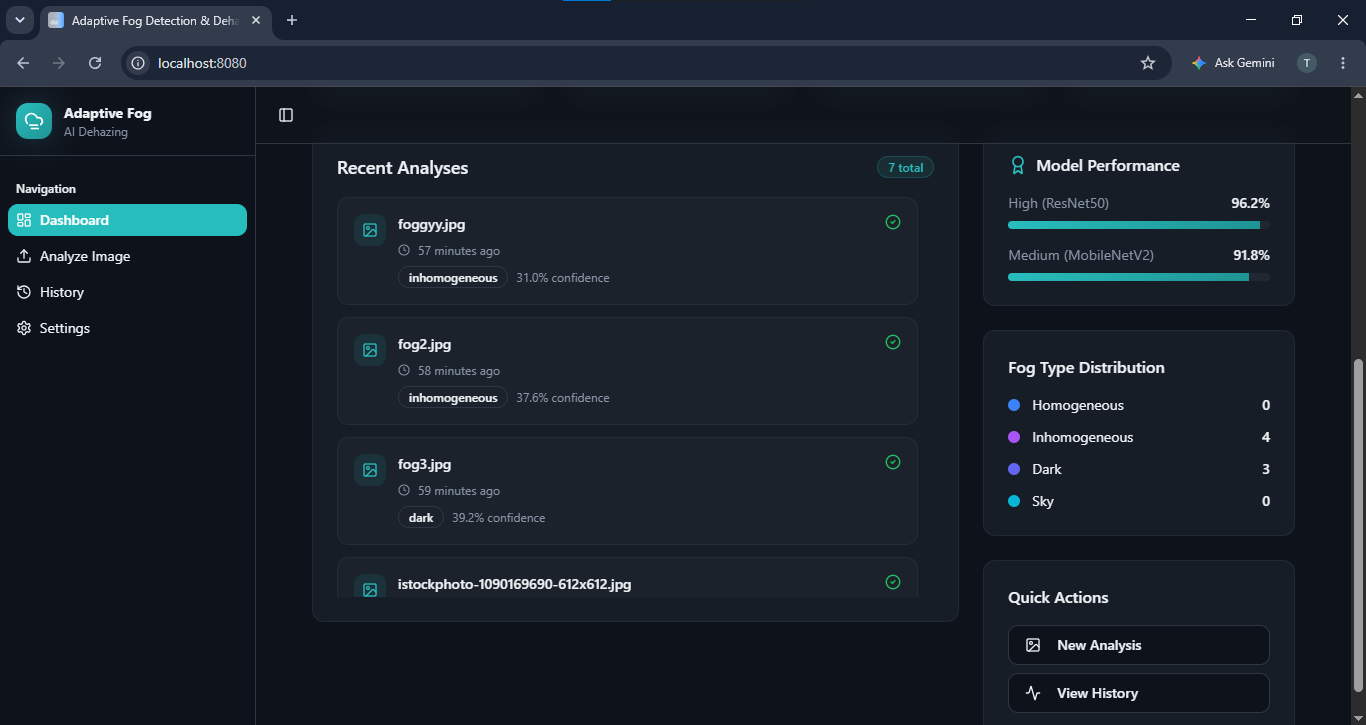 Adaptive Fog Detection & Deha
localhost:8080
Ask Gemini
T
Adaptive Fog
AI Dehazing
Navigation
Dashboard
Analyze Image
History
Settings
Recent Analyses
7 total
foggyy.jpg
57 minutes ago
inhomogeneous 31.0% confidence
fog2.jpg
58 minutes ago
inhomogeneous 37.6% confidence
fog3.jpg
59 minutes ago
dark 39.2% confidence
istockphoto-1090169690-612x612.jpg
Model Performance
High (ResNet50) 96.2%
Medium (MobileNetV2) 91.8%
Fog Type Distribution
Homogeneous 0
Inhomogeneous 4
Dark 3
Sky 0
Quick Actions
New Analysis
View History